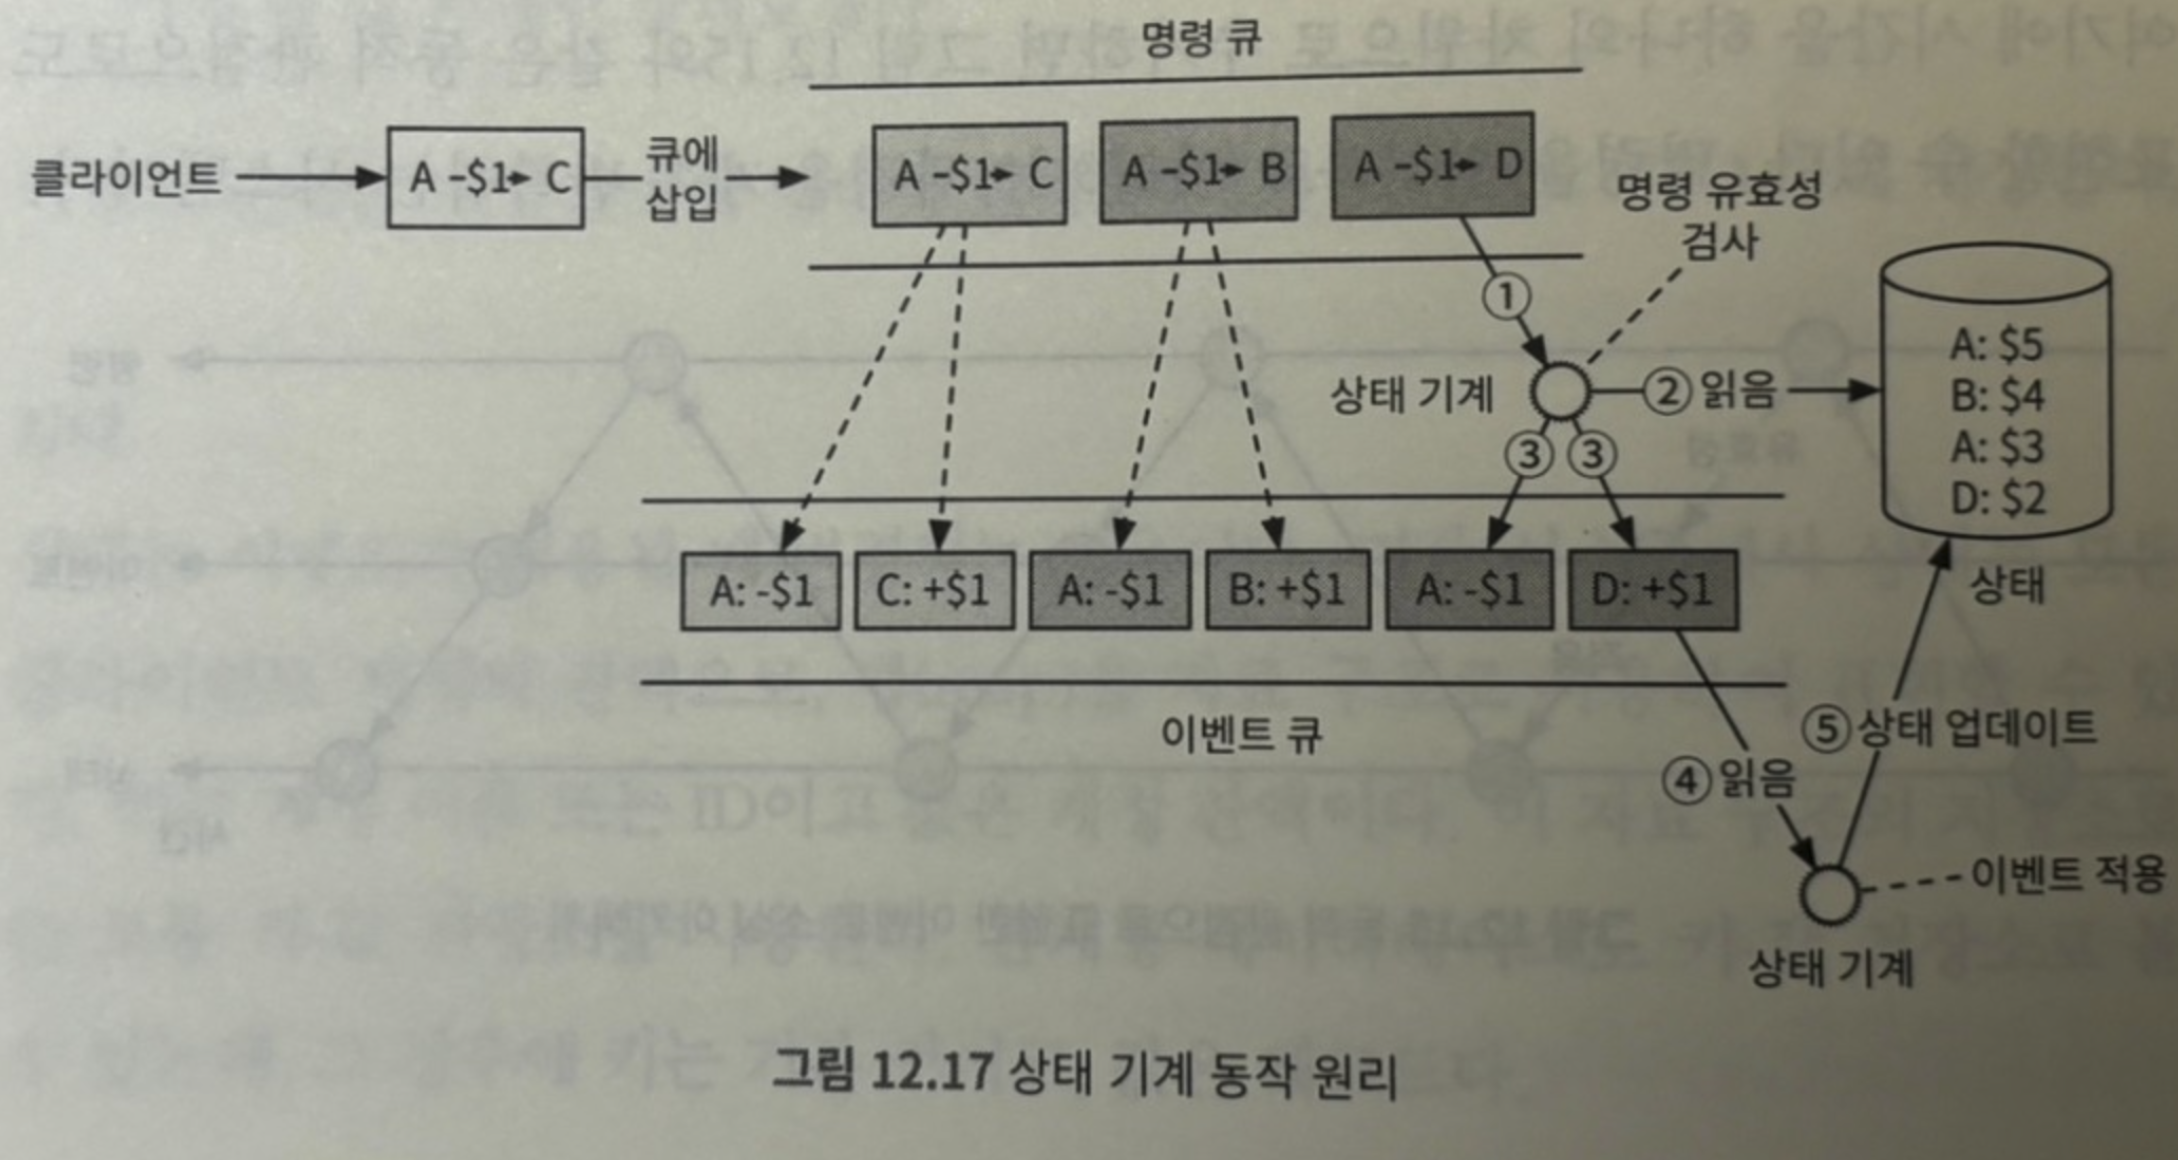 명령 큐
클라이언트
A -$1→ C
큐에
삽입
A -$1→ C
A -$1→ B
A -$1→ D
명령 유효성
검사
①
상태 기계
② 읽음
③
③
A: $5
B: $4
A: $3
D: $2
상태
A: -$1
C: +$1
A: -$1
B: +$1
A: -$1
D: +$1
이벤트 큐
④ 읽음
⑤ 상태 업데이트
이벤트 적용
상태 기계
그림 12.17 상태 기계 동작 원리